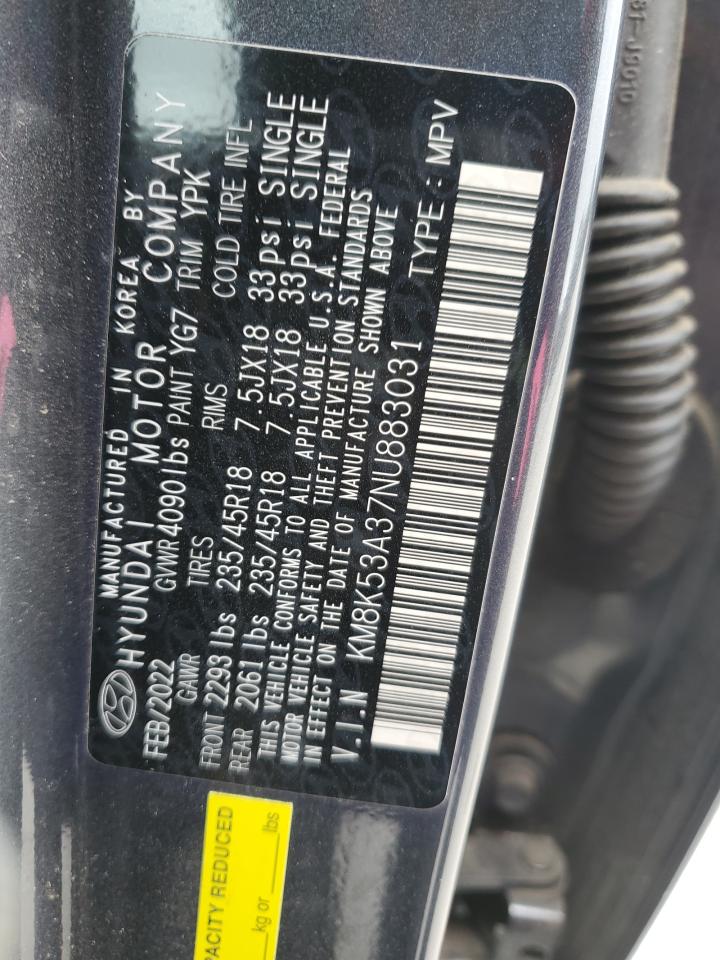 MANUFACTURED IN KOREA BY
HYUNDAI MOTOR COMPANY
FEB/2022 GVWR 4090lbs PAINT YG7 TRIM YPK
GAWR TIRES RIMS COLD TIRE INFL
FRONT 2293 lbs 235/45R18 7.5JX18 33psi SINGLE
REAR 2061 lbs 235/45R18 7.5JX18 33psi SINGLE
THIS VEHICLE CONFORMS TO ALL APPLICABLE U.S.A. FEDERAL
MOTOR VEHICLE SAFETY AND THEFT PREVENTION STANDARDS
IN EFFECT ON THE DATE OF MANUFACTURE SHOWN ABOVE
V.I.N KM8K53A37NU883031 TYPE : MPV
REDUCED
kg or lbs